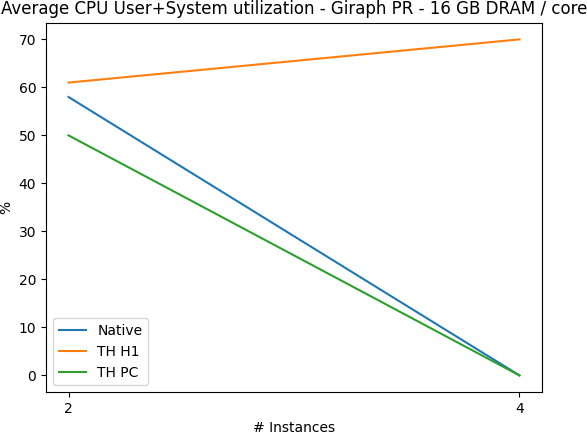 Average CPU User+System utilization - Giraph PR - 16 GB DRAM / core
70
60
50
40
30
20
10
0
%
Native
TH H1
TH PC
2
4
# Instances